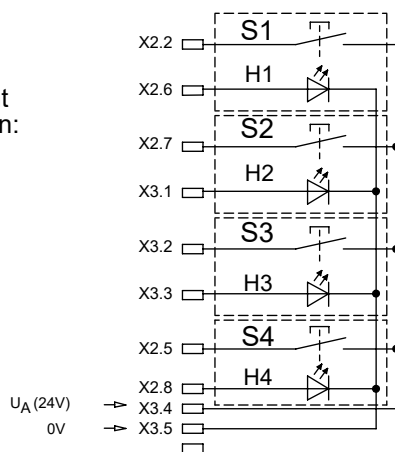 X2.2 S1
X2.6 H1
t
n:
X2.7 S2
X3.1 H2
X3.2 S3
X3.3 H3
X2.5 S4
X2.8 H4
UA (24V) X3.4
0V X3.5